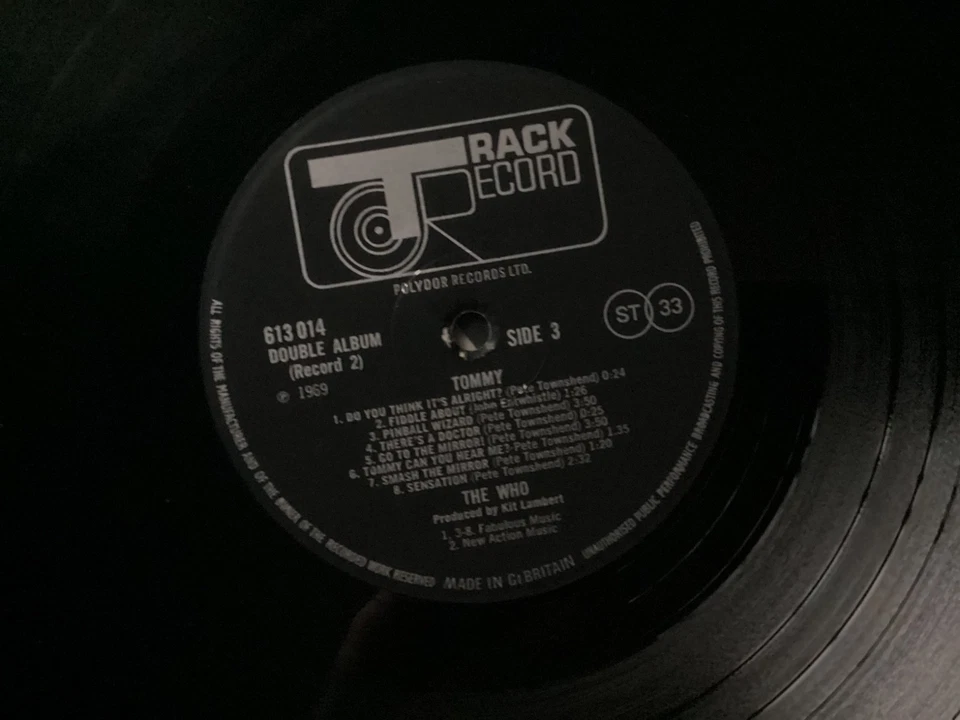 TRACK
RECORD
POLYDOR RECORDS LTD.
613 014
DOUBLE ALBUM
(Record 2)
℗ 1969
SIDE 3
ST 33
TOMMY
1. DO YOU THINK IT'S ALRIGHT? (Pete Townshend) 0:24
2. FIDDLE ABOUT (John Entwhistle) 1:26
3. PINBALL WIZARD (Pete Townshend) 3:50
4. THERE'S A DOCTOR (Pete Townshend) 0:25
5. GO TO THE MIRROR! (Pete Townshend) 3:50
6. TOMMY CAN YOU HEAR ME? (Pete Townshend) 1.35
7. SMASH THE MIRROR (Pete Townshend) 1:20
8. SENSATION (Pete Townshend) 2:32
THE WHO
Produced by Kit Lambert
1, 3-8. Fabulous Music
2. New Action Music
ALL RIGHTS OF THE MANUFACTURER AND OF THE OWNER OF THE RECORDED WORK RESERVED
MADE IN Gt BRITAIN
UNAUTHORISED PUBLIC PERFORMANCE BROADCASTING AND COPYING OF THIS RECORD PROHIBITED